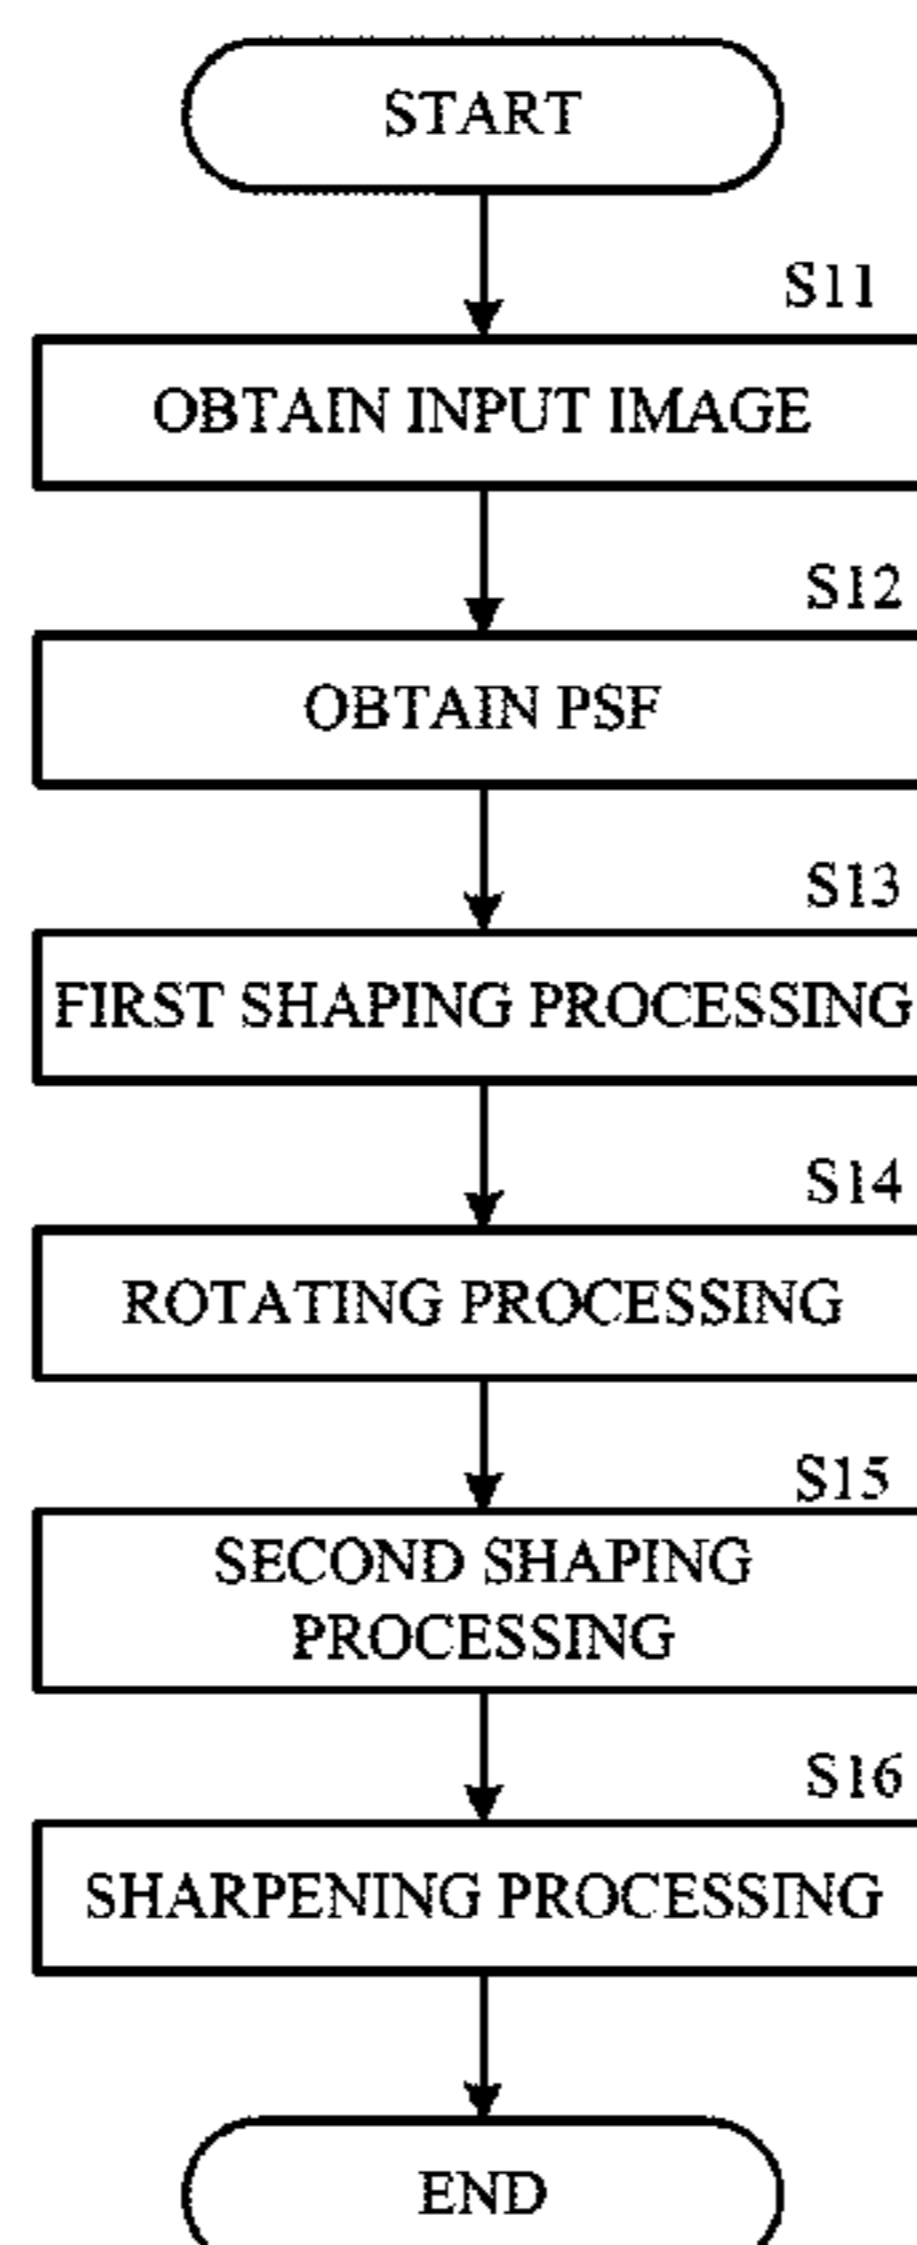 START
S11
OBTAIN INPUT IMAGE
S12
OBTAIN PSF
S13
FIRST SHAPING PROCESSING
S14
ROTATING PROCESSING
S15
SECOND SHAPING
PROCESSING
S16
SHARPENING PROCESSING
END